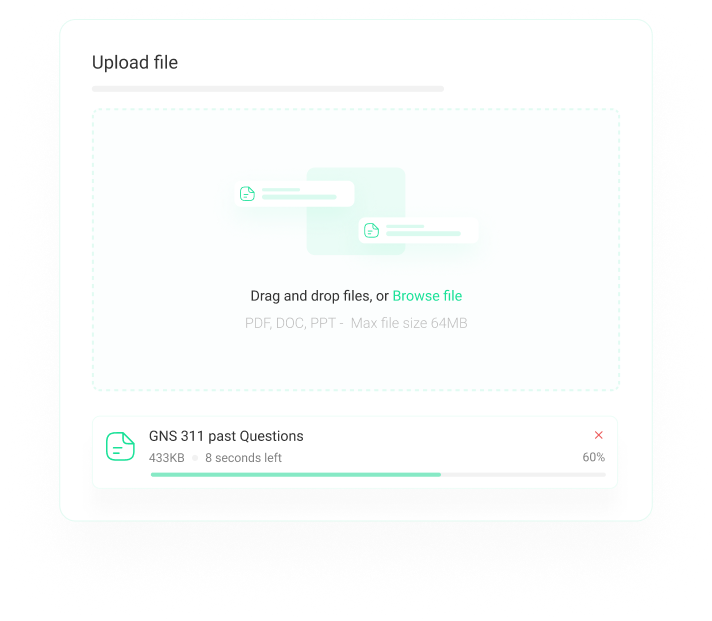 Upload file
Drag and drop files, or Browse file
PDF, DOC, PPT - Max file size 64MB
GNS 311 past Questions
433KB 8 seconds left 60%